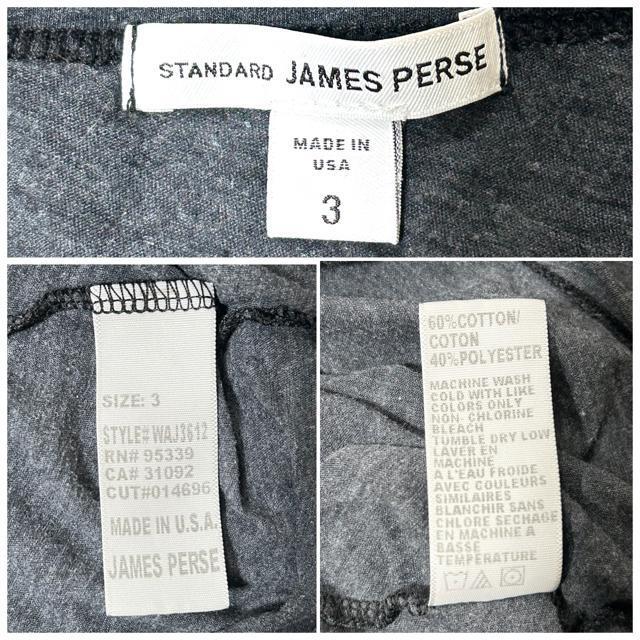 STANDARD JAMES PERSE
MADE IN
USA
3
SIZE: 3
STYLE# WAJ3612
RN# 95339
CA# 31092
CUT#014696
MADE IN U.S.A.
JAMES PERSE
60%COTTON/
COTON
40%POLYESTER
MACHINE WASH
COLD WITH LIKE
COLORS ONLY
NON- CHLORINE
BLEACH
TUMBLE DRY LOW
LAVER EN
MACHINE
A L'EAU FROIDE
AVEC COULEURS
SIMILAIRES
BLANCHIR SANS
CHLORE SECHAGE
EN MACHINE A
BASSE
TEMPERATURE